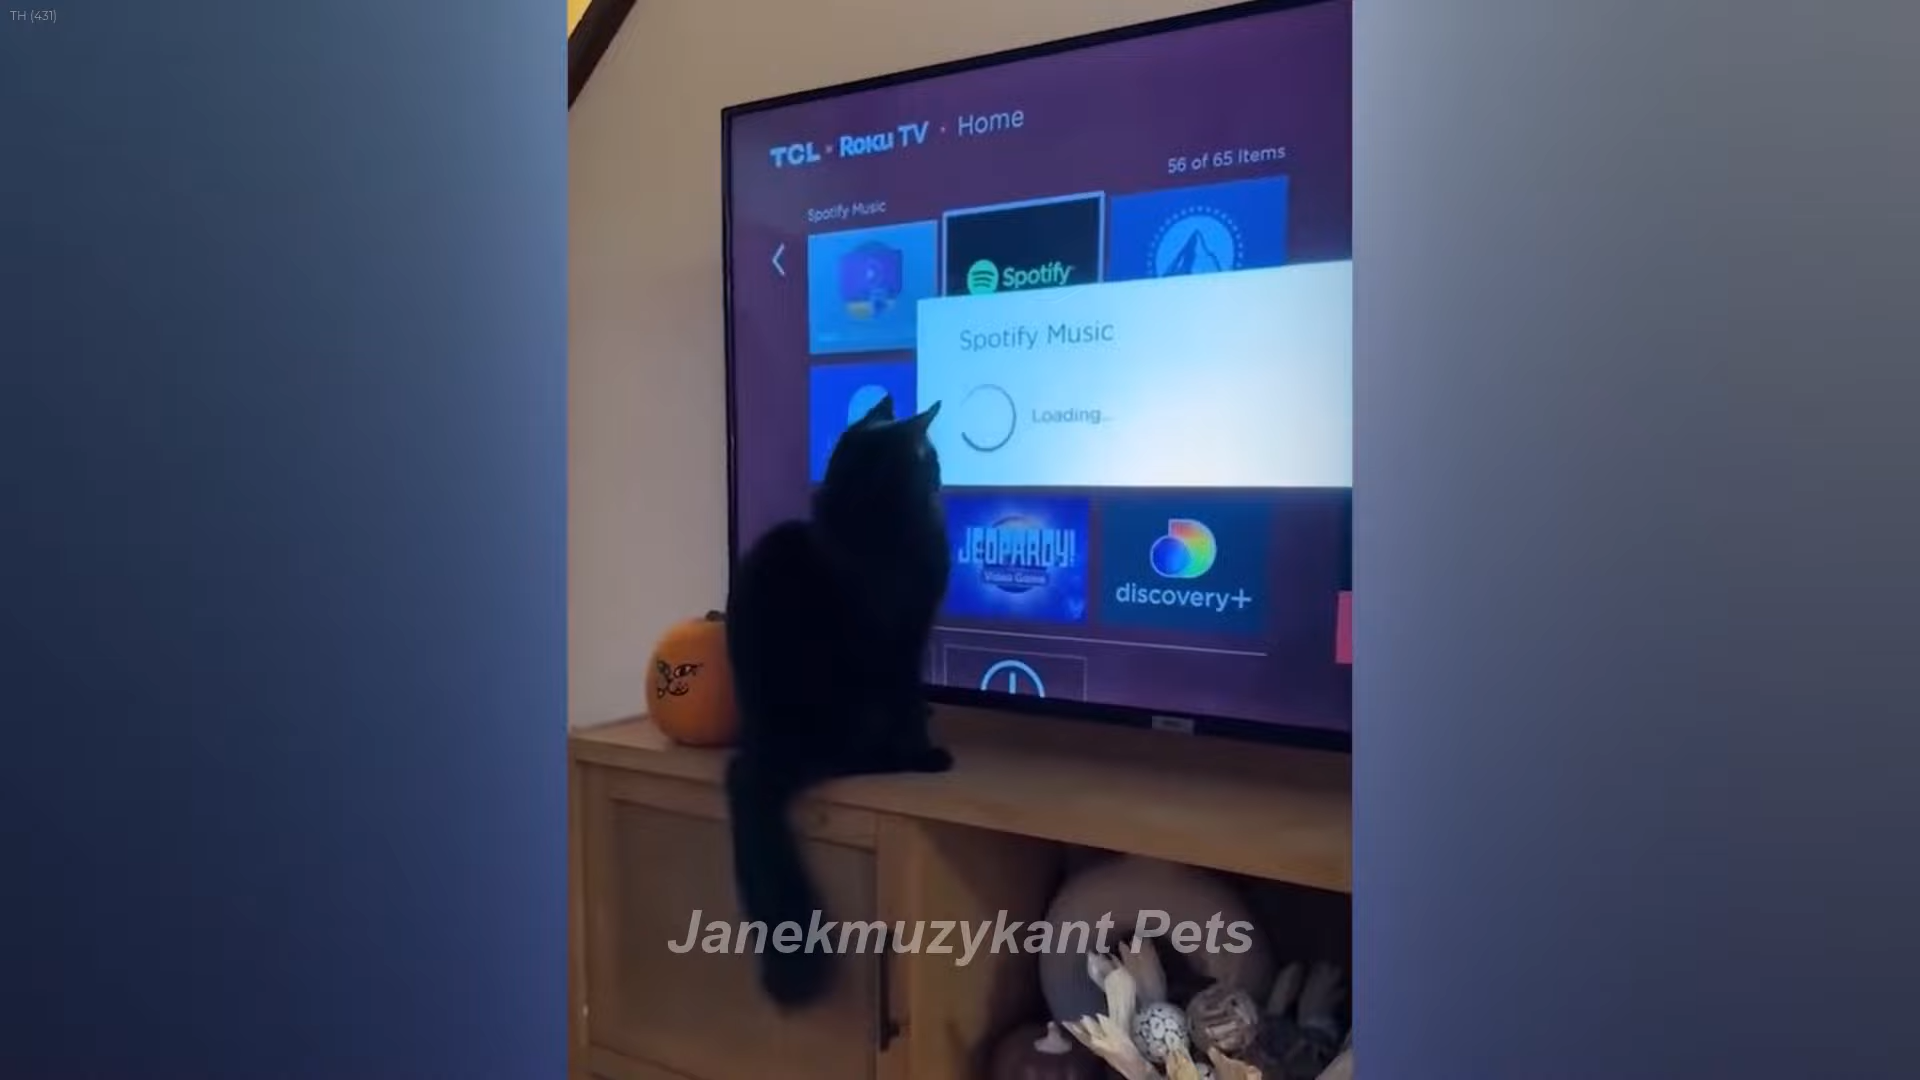 TH (431)
TCL • Roku TV • Home
56 of 65 Items
Spotify Music
Spotify
Spotify Music
Loading...
JEOPARDY!
Video Game
discovery+
Janekmuzykant Pets